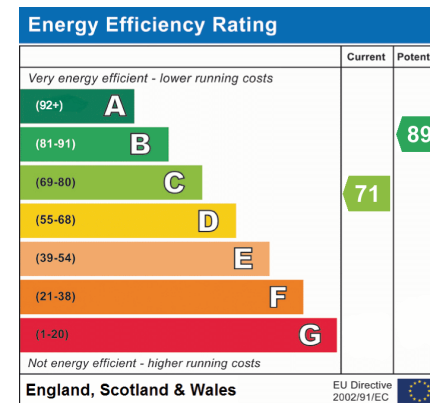 Energy Efficiency Rating
Current Potent
Very energy efficient - lower running costs
(92+) A
(81-91) B
89
(69-80) C
71
(55-68) D
(39-54) E
(21-38) F
(1-20) G
Not energy efficient - higher running costs
England, Scotland & Wales
EU Directive
2002/91/EC